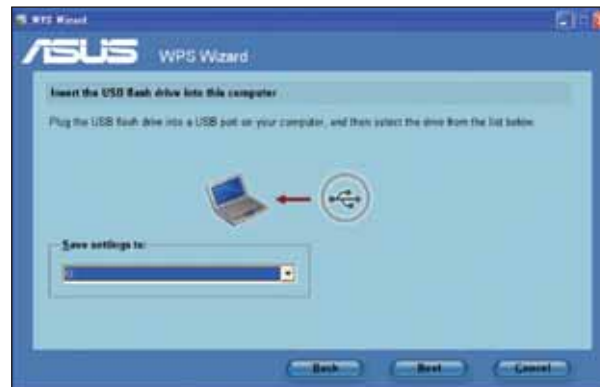 WPS Wizard
ASUS WPS Wizard
Insert the USB flash drive into this computer
Plug the USB flash drive into a USB port on your computer, and then select the drive from the list below.
Save settings to:
Back Next Cancel